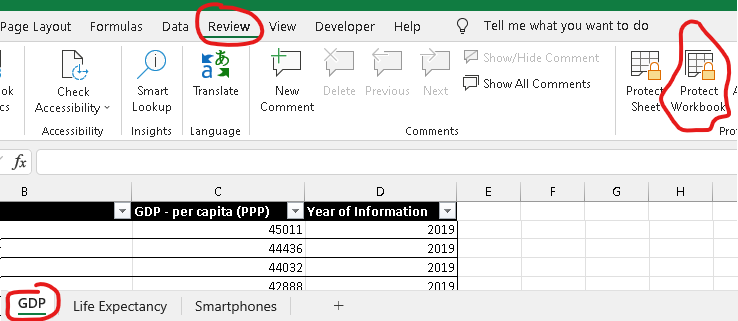 Page Layout Formulas Data Review View Developer Help Tell me what you want to do
Check Accessibility
Smart Lookup
Translate
New Comment
Delete
Previous
Next
Show/Hide Comment
Show All Comments
Protect Sheet
Protect Workbook
Accessibility Insights Language Comments
fx
B C D E F G H
GDP - per capita (PPP) Year of Information
45011 2019
44436 2019
44032 2019
42888 2019
GDP Life Expectancy Smartphones +